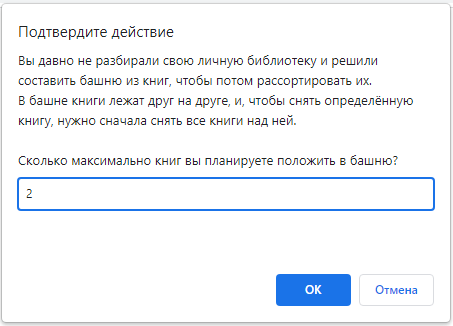 Подтвердите действие
Вы давно не разбирали свою личную библиотеку и решили
составить башню из книг, чтобы потом рассортировать их.
В башне книги лежат друг на друге, и, чтобы снять определённую
книгу, нужно сначала снять все книги над ней.
Сколько максимально книг вы планируете положить в башню?
2
ОК
Отмена